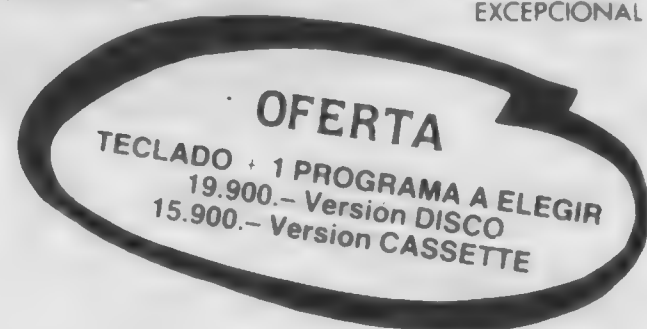 EXCEPCIONAL
OFERTA
TECLADO + 1 PROGRAMA A ELEGIR
19.900.– Version DISCO
15.900.– Version CASSETTE